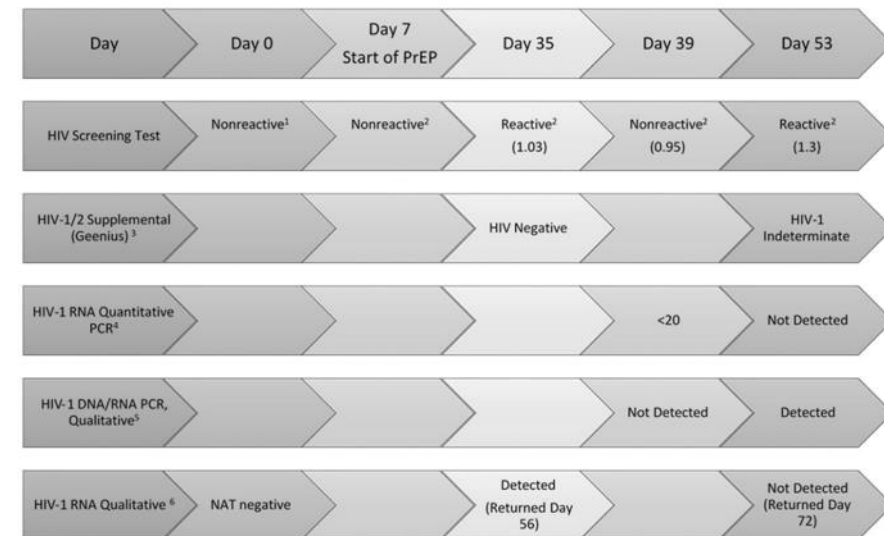 Day
Day 0
Day 7
Start of PrEP
Day 35
Day 39
Day 53
HIV Screening Test
Nonreactive¹
Nonreactive²
Reactive²
(1.03)
Nonreactive²
(0.95)
Reactive²
(1.3)
HIV-1/2 Supplemental
(Geenius) ³
HIV Negative
HIV-1
Indeterminate
HIV-1 RNA Quantitative
PCR⁴
<20
Not Detected
HIV-1 DNA/RNA PCR,
Qualitative⁵
Not Detected
Detected
HIV-1 RNA Qualitative ⁶
NAT negative
Detected
(Returned Day
56)
Not Detected
(Returned Day
72)